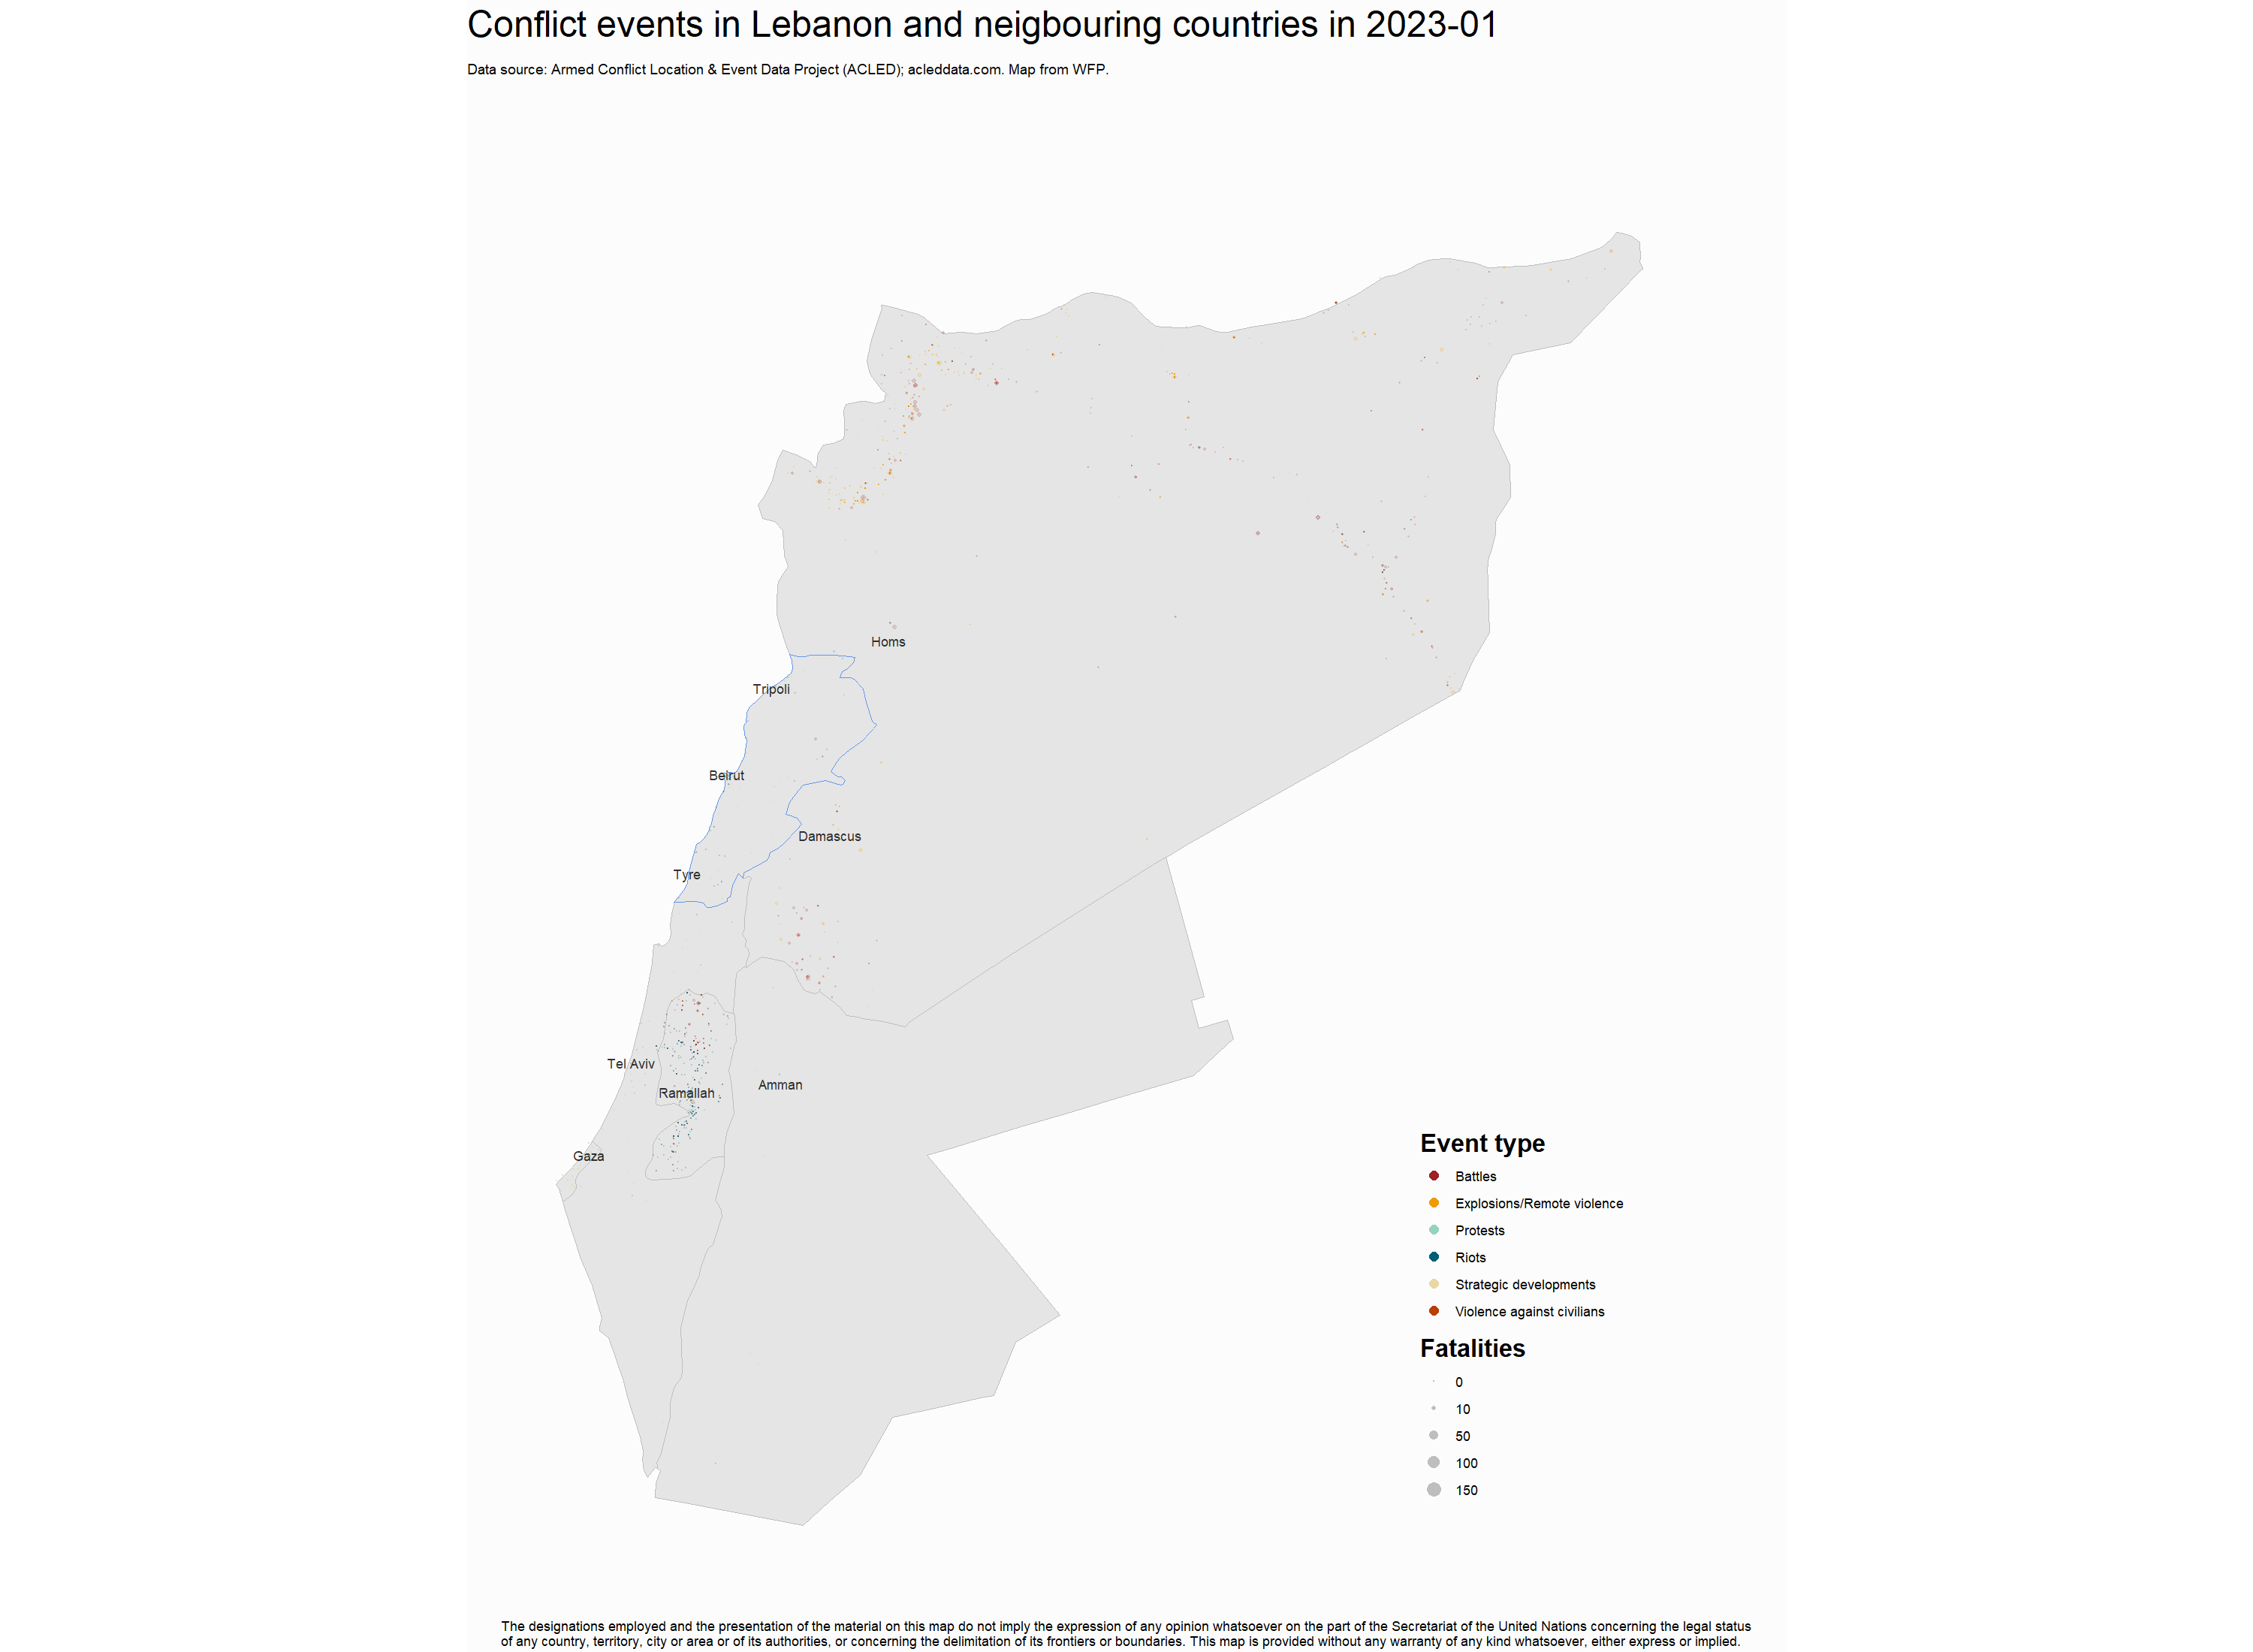 Conflict events in Lebanon and neigbouring countries in 2023-01
Data source: Armed Conflict Location & Event Data Project (ACLED); acleddata.com. Map from WFP.
Homs
Tripoli
Beirut
Damascus
Tyre
Tel Aviv
Amman
Ramallah
Gaza
Event type
Battles
Explosions/Remote violence
Protests
Riots
Strategic developments
Violence against civilians
Fatalities
0
10
50
100
150
The designations employed and the presentation of the material on this map do not imply the expression of any opinion whatsoever on the part of the Secretariat of the United Nations concerning the legal status
of any country, territory, city or area or of its authorities, or concerning the delimitation of its frontiers or boundaries. This map is provided without any warranty of any kind whatsoever, either express or implied.